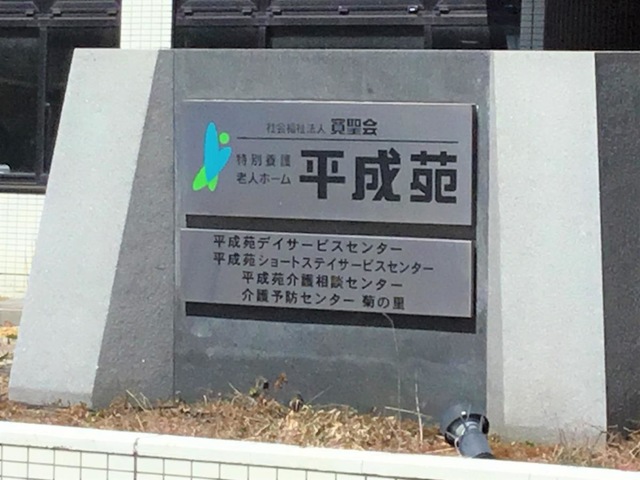 社会福祉法人 賓聖会
特別養護
老人ホーム 平成苑
平成苑デイサービスセンター
平成苑ショートステイサービスセンター
平成苑介護相談センター
介護予防センター 菊の里